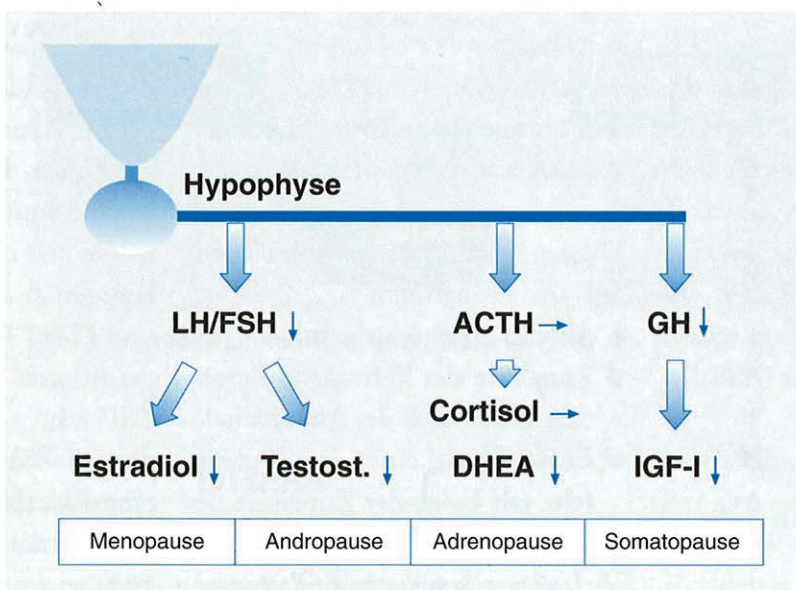 Hypophyse
LH/FSH ↓ ACTH → GH ↓
Cortisol →
Estradiol ↓ Testost. ↓ DHEA ↓ IGF-I ↓
Menopause Andropause Adrenopause Somatopause